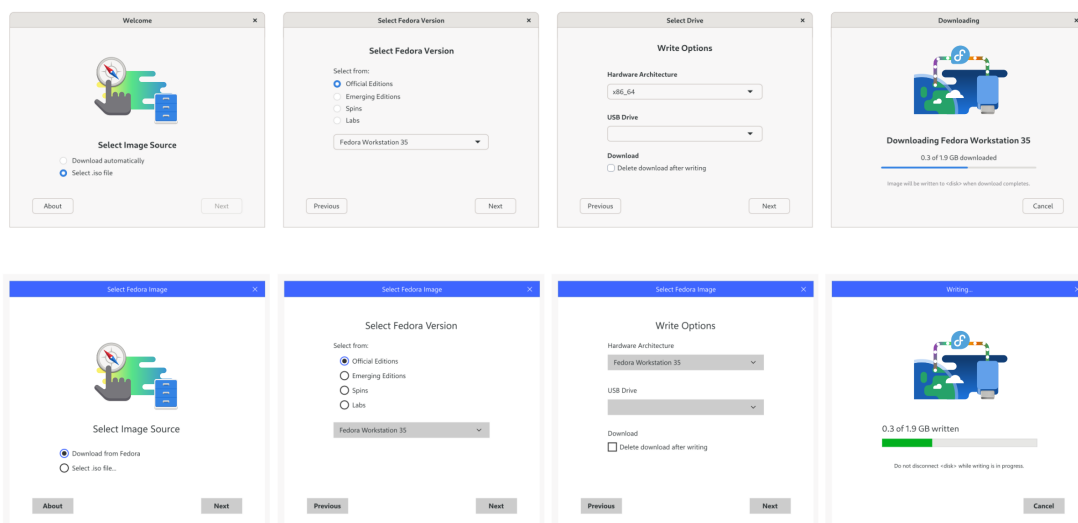 Welcome ×
Select Image Source
Download automatically
Select .iso file
About Next
Select Fedora Version ×
Select Fedora Version
Select from:
Official Editions
Emerging Editions
Spins
Labs
Fedora Workstation 35
Previous Next
Select Drive ×
Write Options
Hardware Architecture
x86_64
USB Drive
Download
Delete download after writing
Previous Next
Downloading ×
Downloading Fedora Workstation 35
0.3 of 1.9 GB downloaded
Image will be written to <disk> when download completes.
Cancel
Select Fedora Image ×
Select Image Source
Download from Fedora
Select .iso file...
About Next
Select Fedora Image ×
Select Fedora Version
Select from:
Official Editions
Emerging Editions
Spins
Labs
Fedora Workstation 35
Previous Next
Select Fedora Image ×
Write Options
Hardware Architecture
Fedora Workstation 35
USB Drive
Download
Delete download after writing
Previous Next
Writing... ×
0.3 of 1.9 GB written
Do not disconnect <disk> while writing is in progress.
Cancel